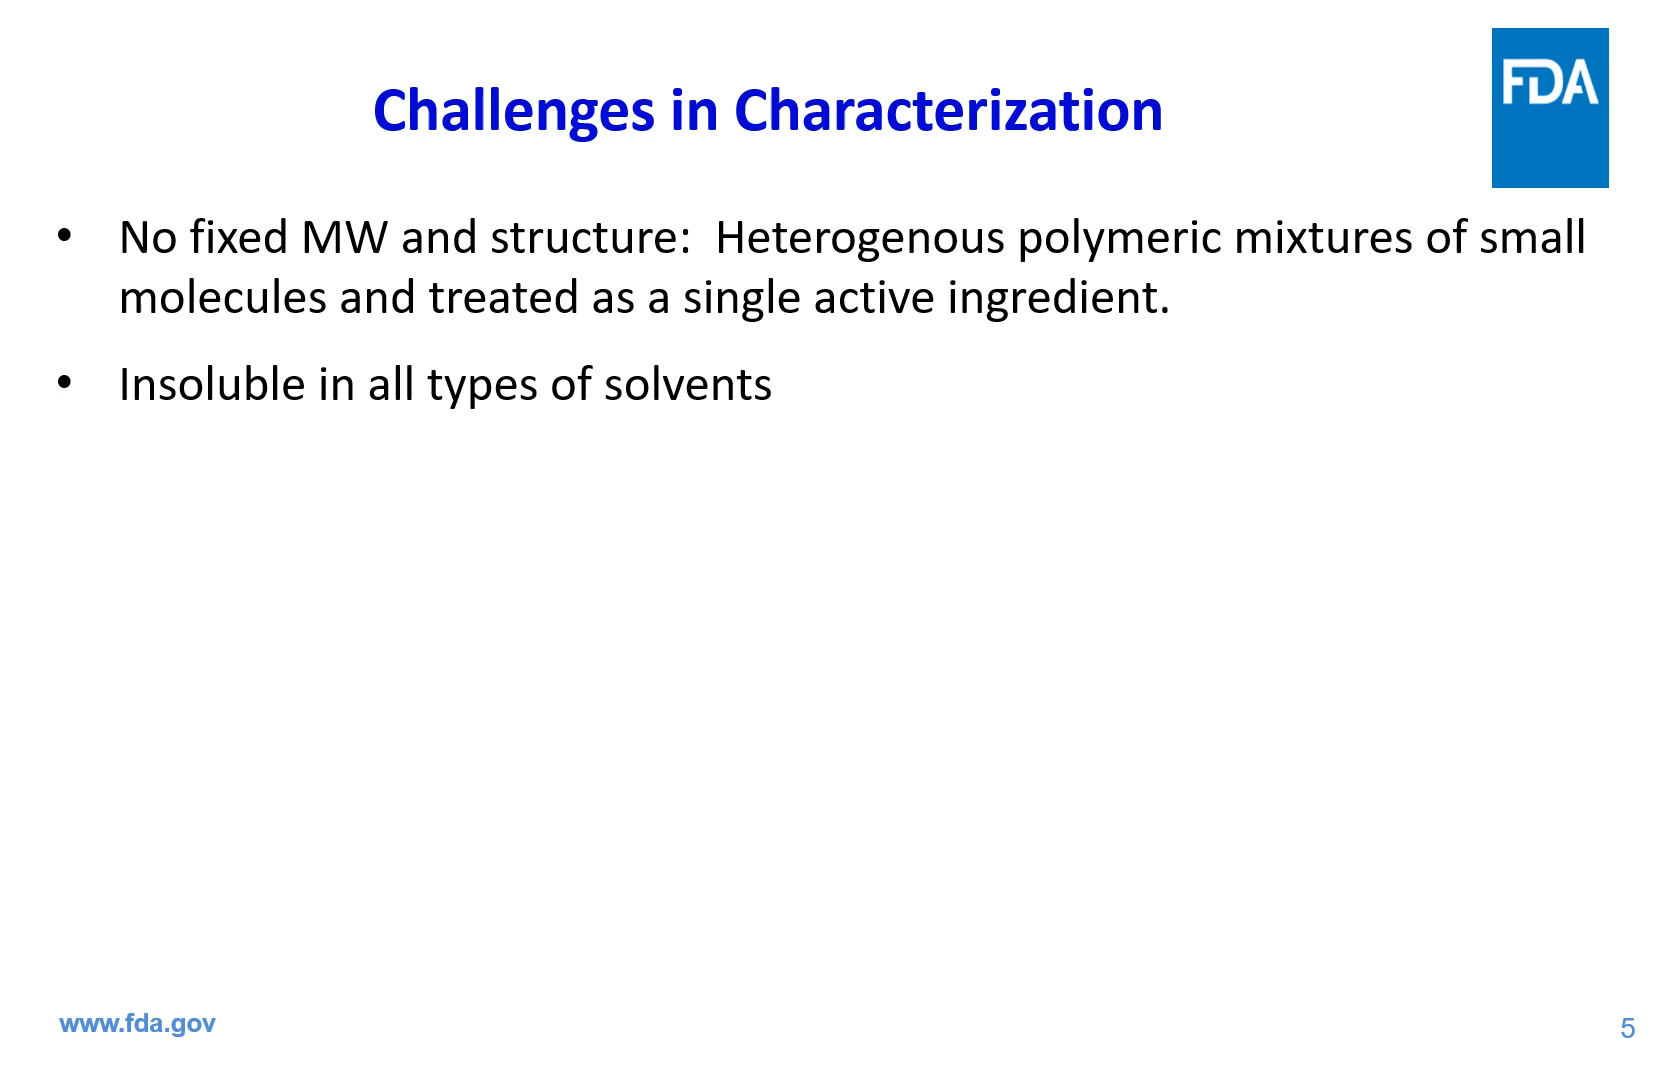 Challenges in Characterization
FDA
• No fixed MW and structure:  Heterogenous polymeric mixtures of small
molecules and treated as a single active ingredient.
• Insoluble in all types of solvents
www.fda.gov
5